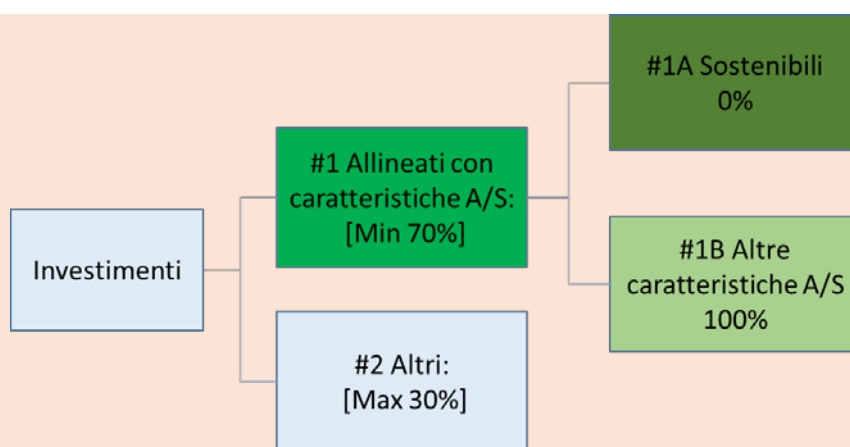 Investimenti
#1 Allineati con
caratteristiche A/S:
[Min 70%]
#2 Altri:
[Max 30%]
#1A Sostenibili
0%
#1B Altre
caratteristiche A/S
100%